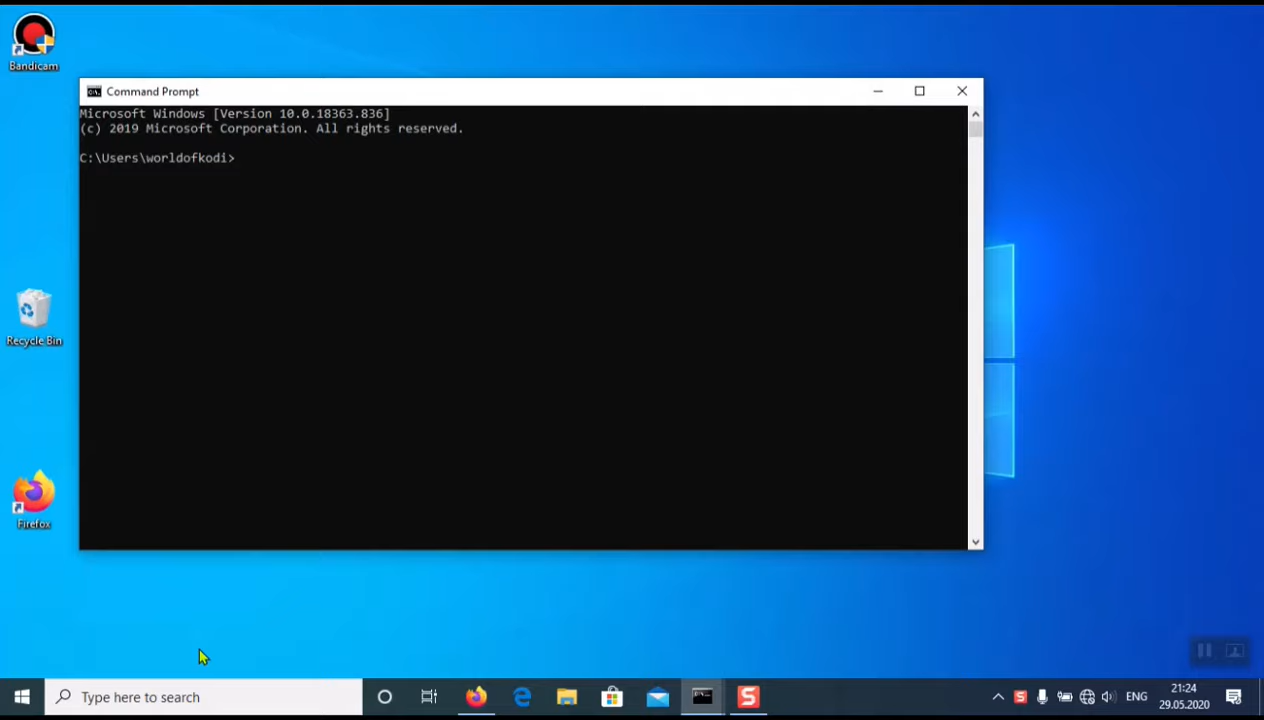 Bandicam
Command Prompt
Microsoft Windows [Version 10.0.18363.836]
(c) 2019 Microsoft Corporation. All rights reserved.
C:\Users\worldofkodi>
Recycle Bin
Firefox
Type here to search
ENG
21:24
29.05.2020